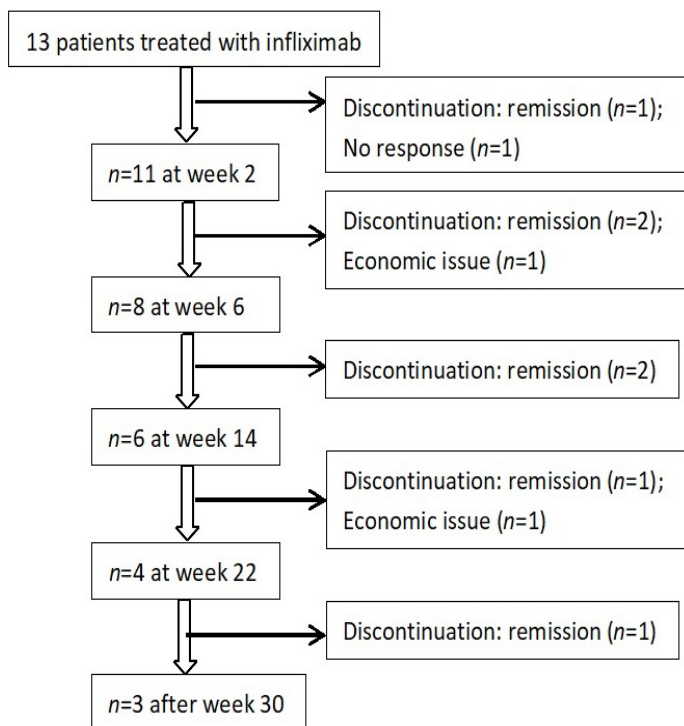 13 patients treated with infliximab
Discontinuation: remission (n=1);
No response (n=1)
n=11 at week 2
Discontinuation: remission (n=2);
Economic issue (n=1)
n=8 at week 6
Discontinuation: remission (n=2)
n=6 at week 14
Discontinuation: remission (n=1);
Economic issue (n=1)
n=4 at week 22
Discontinuation: remission (n=1)
n=3 after week 30